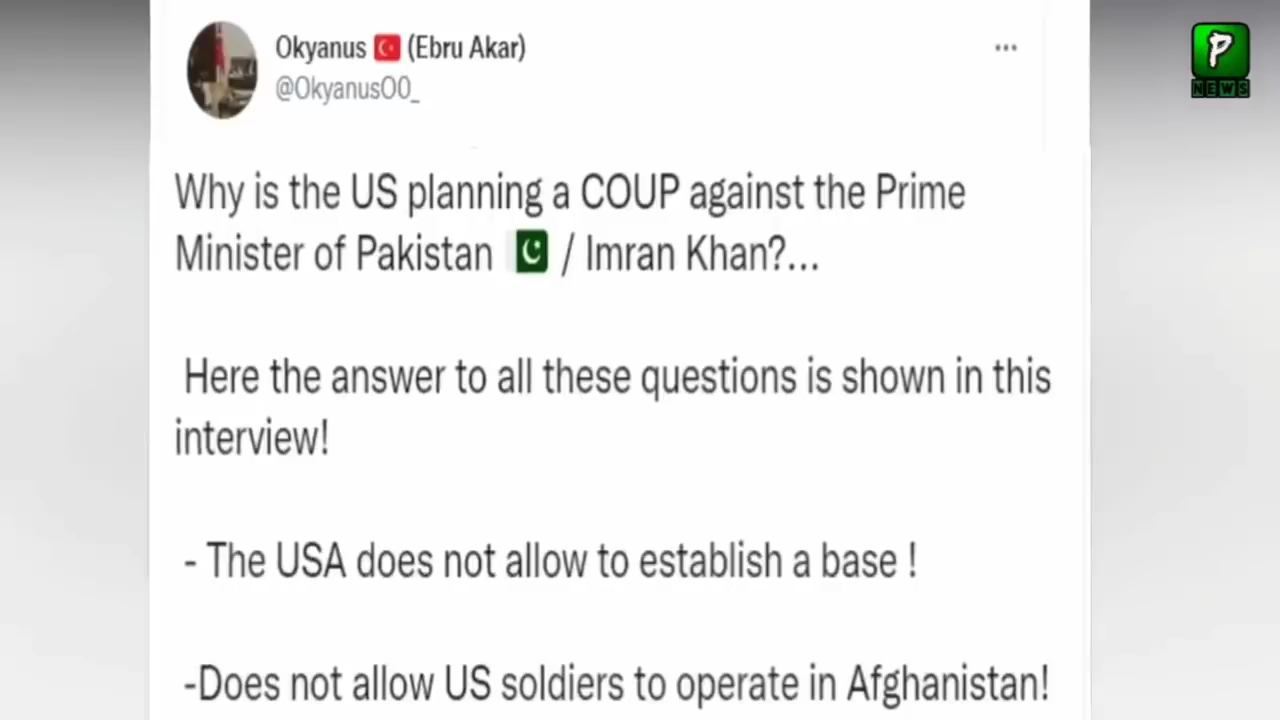 Okyanus 🇹🇷 (Ebru Akar)
@OkyanusO0_
P
NEWS
Why is the US planning a COUP against the Prime
Minister of Pakistan 🇵🇰 / Imran Khan?...
Here the answer to all these questions is shown in this
interview!
- The USA does not allow to establish a base !
-Does not allow US soldiers to operate in Afghanistan!